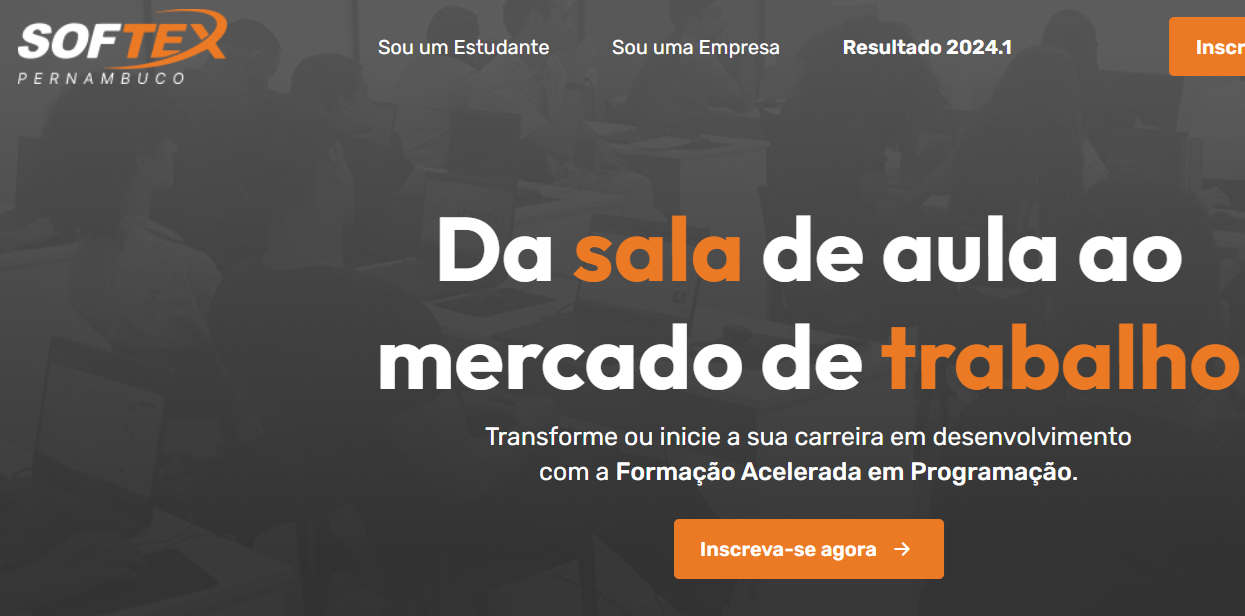 SOFTEX
PERNAMBUCO
Sou um Estudante
Sou uma Empresa
Resultado 2024.1
Inscr
Da sala de aula ao
mercado de trabalho
Transforme ou inicie a sua carreira em desenvolvimento
com a Formação Acelerada em Programação.
Inscreva-se agora